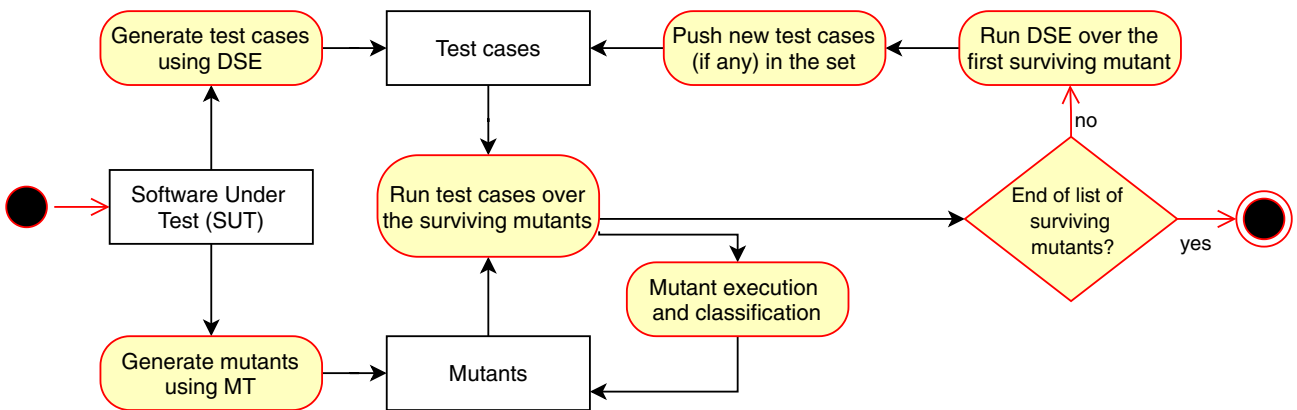 Generate test cases
using DSE
Test cases
Push new test cases
(if any) in the set
Run DSE over the
first surviving mutant
no
Software Under
Test (SUT)
Run test cases over
the surviving mutants
End of list of
surviving
mutants?
yes
Mutant execution
and classification
Generate mutants
using MT
Mutants